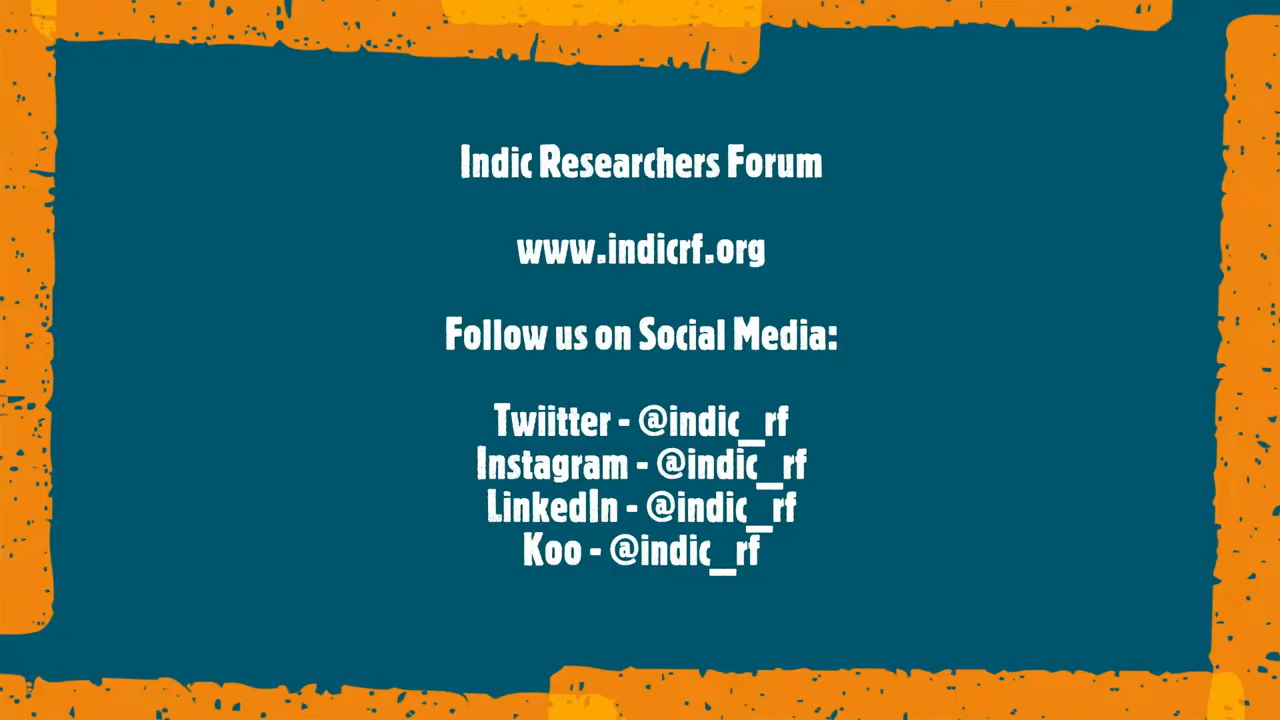 Indic Researchers Forum
www.indicrf.org
Follow us on Social Media:
Twiitter - @indic_rf
Instagram - @indic_rf
LinkedIn - @indic_rf
Koo - @indic_rf